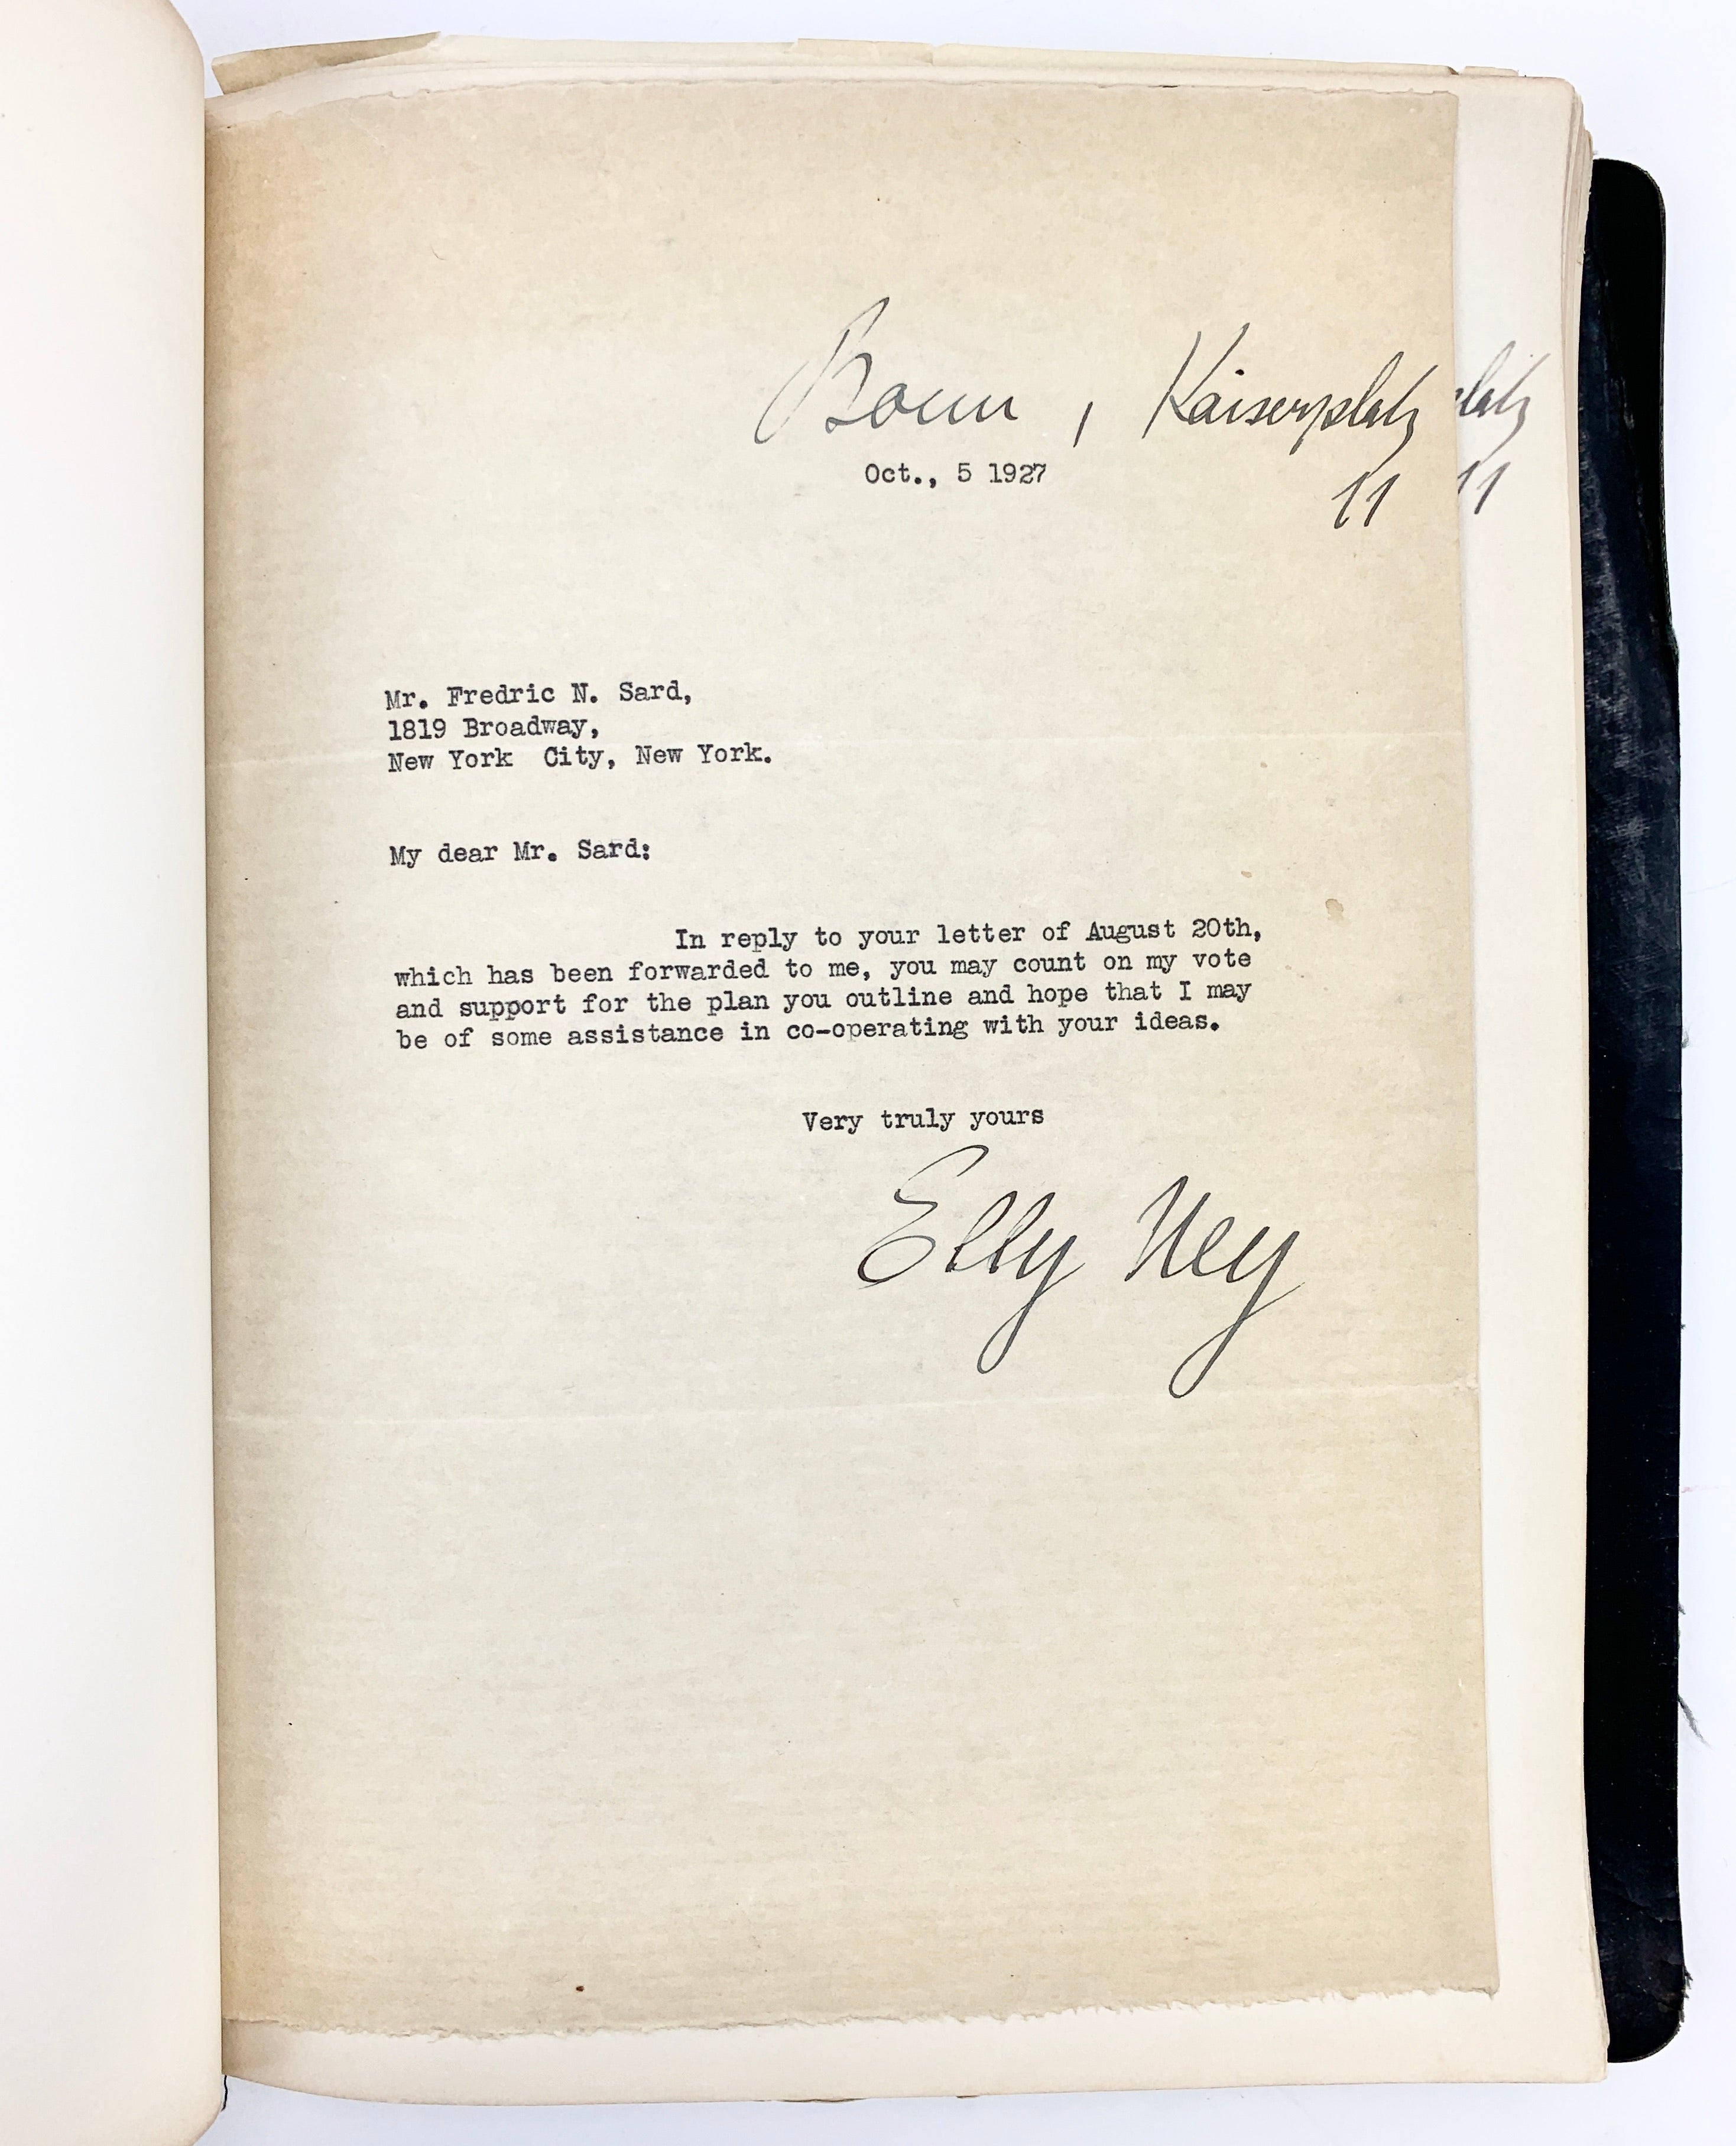 Bonn, Kaiserplatz platz
Oct., 5 1927
11 11
Mr. Fredric N. Sard,
1819 Broadway,
New York  City, New York.
My dear Mr. Sard:
In reply to your letter of August 20th,
which has been forwarded to me, you may count on my vote
and support for the plan you outline and hope that I may
be of some assistance in co-operating with your ideas.
Very truly yours
Elly Ney